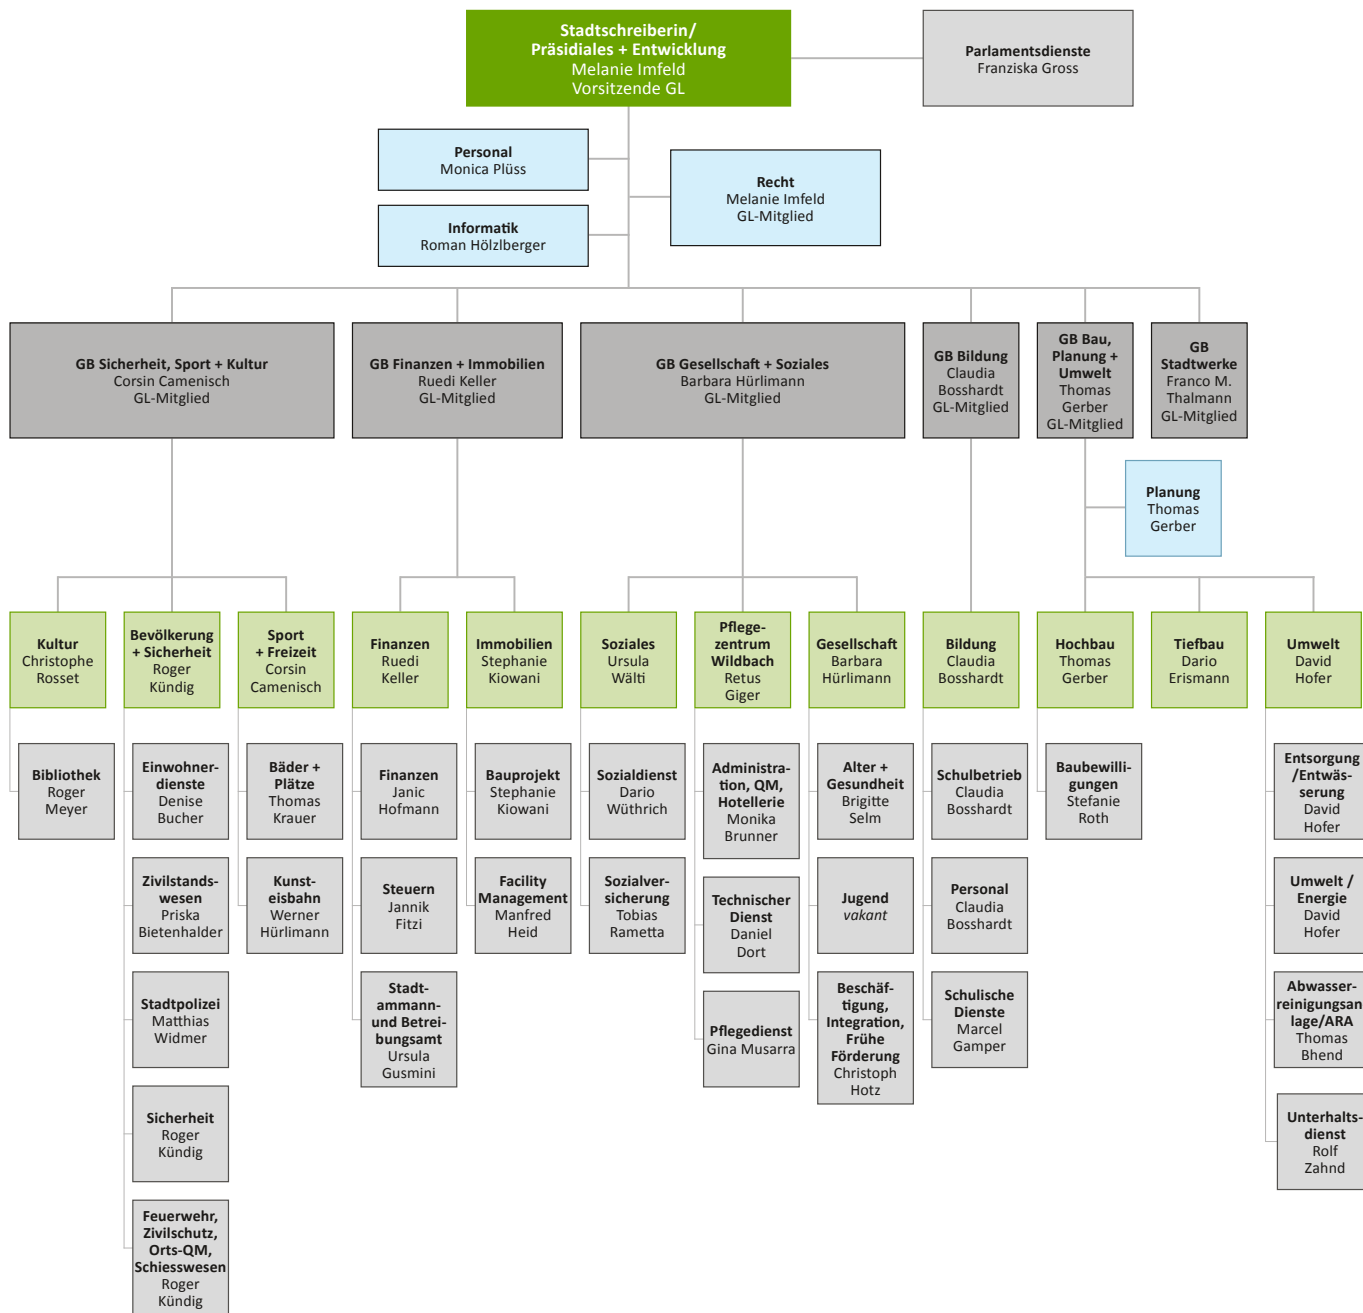 Stadtschreiberin/
Präsidiales + Entwicklung
Melanie Imfeld
Vorsitzende GL
Parlamentsdienste
Franziska Gross
Personal
Monica Plüss
Recht
Melanie Imfeld
GL-Mitglied
Informatik
Roman Hölzlberger
GB Sicherheit, Sport + Kultur
Corsin Camenisch
GL-Mitglied
GB Finanzen + Immobilien
Ruedi Keller
GL-Mitglied
GB Gesellschaft + Soziales
Barbara Hürlimann
GL-Mitglied
GB Bildung
Claudia
Bosshardt
GL-Mitglied
GB Bau,
Planung +
Umwelt
Thomas
Gerber
GL-Mitglied
GB
Stadtwerke
Franco M.
Thalmann
GL-Mitglied
Planung
Thomas
Gerber
Kultur
Christophe
Rosset
Bevölkerung
+ Sicherheit
Roger
Kündig
Sport
+ Freizeit
Corsin
Camenisch
Finanzen
Ruedi
Keller
Immobilien
Stephanie
Kiowani
Soziales
Ursula
Wälti
Pflege-
zentrum
Wildbach
Retus
Giger
Gesellschaft
Barbara
Hürlimann
Bildung
Claudia
Bosshardt
Hochbau
Thomas
Gerber
Tiefbau
Dario
Erismann
Umwelt
David
Hofer
Bibliothek
Roger
Meyer
Einwohner-
dienste
Denise
Bucher
Bäder +
Plätze
Thomas
Krauer
Finanzen
Janic
Hofmann
Bauprojekt
Stephanie
Kiowani
Sozialdienst
Dario
Wüthrich
Administra-
tion, QM,
Hotellerie
Monika
Brunner
Alter +
Gesundheit
Brigitte
Selm
Schulbetrieb
Claudia
Bosshardt
Baubewilli-
gungen
Stefanie
Roth
Entsorgung
/Entwäs-
serung
David
Hofer
Zivilstands-
wesen
Priska
Bietenhalder
Kunst-
eisbahn
Werner
Hürlimann
Steuern
Jannik
Fitzi
Facility
Management
Manfred
Heid
Sozialver-
sicherung
Tobias
Rametta
Technischer
Dienst
Daniel
Dort
Jugend
vakant
Personal
Claudia
Bosshardt
Umwelt /
Energie
David
Hofer
Stadtpolizei
Matthias
Widmer
Stadt-
ammann-
und Betrei-
bungsamt
Ursula
Gusmini
Pflegedienst
Gina Musarra
Beschäf-
tigung,
Integration,
Frühe
Förderung
Christoph
Hotz
Schulische
Dienste
Marcel
Gamper
Abwasser-
reinigungsan
lage/ARA
Thomas
Bhend
Sicherheit
Roger
Kündig
Unterhalts-
dienst
Rolf
Zahnd
Feuerwehr,
Zivilschutz,
Orts-QM,
Schiesswesen
Roger
Kündig